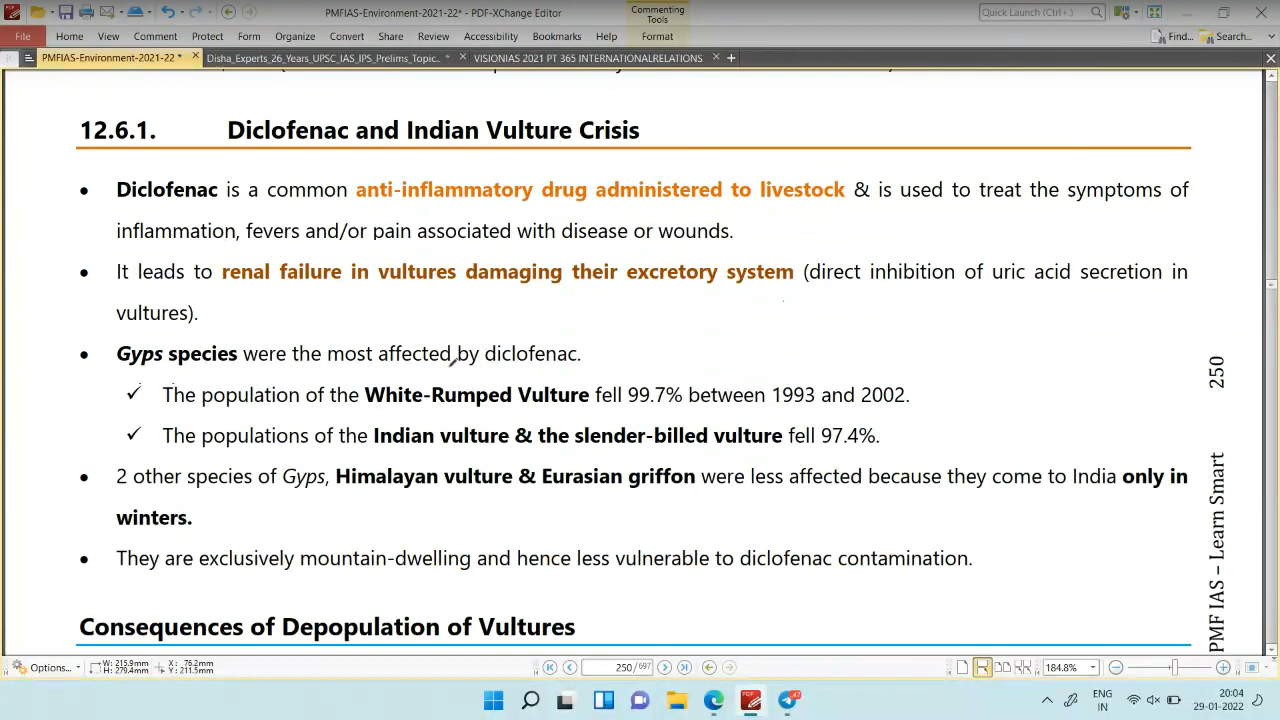 PMFIAS-Environment-2021-22* - PDF-XChange Editor
Commenting Tools
Quick Launch (Ctrl+.)
File Home View Comment Protect Form Organize Convert Share Review Accessibility Bookmarks Help Format
Find... Search...
PMFIAS-Environment-2021-22 *
Disha_Experts_26_Years_UPSC_IAS_IPS_Prelims_Topic.. *
VISIONIAS 2021 PT 365 INTERNATIONALRELATIONS
12.6.1. Diclofenac and Indian Vulture Crisis
• Diclofenac is a common anti-inflammatory drug administered to livestock & is used to treat the symptoms of
inflammation, fevers and/or pain associated with disease or wounds.
• It leads to renal failure in vultures damaging their excretory system (direct inhibition of uric acid secretion in
vultures).
• Gyps species were the most affected by diclofenac.
✓ The population of the White-Rumped Vulture fell 99.7% between 1993 and 2002.
✓ The populations of the Indian vulture & the slender-billed vulture fell 97.4%.
• 2 other species of Gyps, Himalayan vulture & Eurasian griffon were less affected because they come to India only in
winters.
• They are exclusively mountain-dwelling and hence less vulnerable to diclofenac contamination.
Consequences of Depopulation of Vultures
PMF IAS – Learn Smart 250
Options...
W: 215.9mm
H: 279.4mm
X: 76.2mm
Y: 211.5mm
250 / 697
184.8%
ENG
IN
20:04
29-01-2022